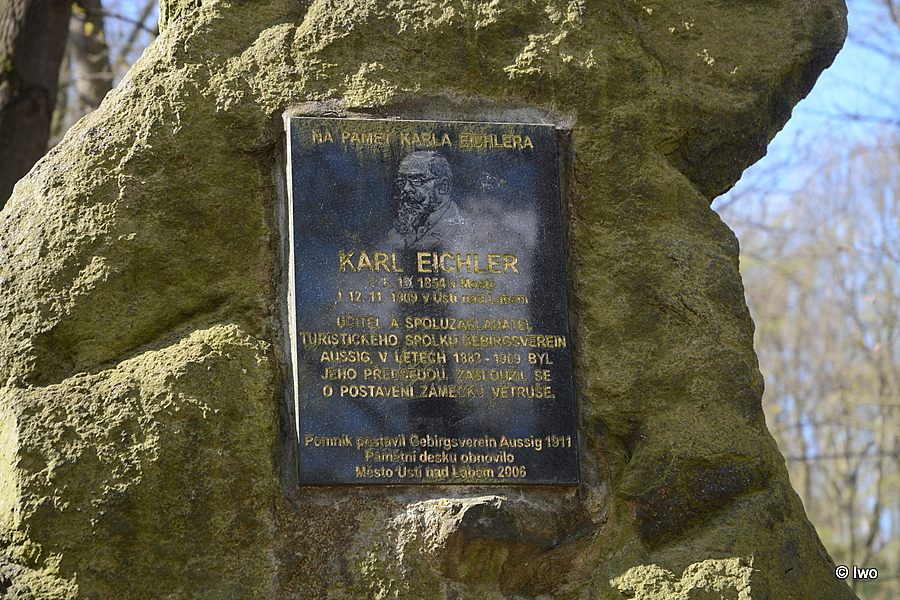 NA PAMĚŤ KARLA EICHLERA
KARL EICHLER
10. 1854 v
† 12. 11. 1909 v Ústí nad Labem
UČITEL A SPOLUZAKLADATEL
TURISTICKÉHO SPOLKU GEBIRGSVEREIN
AUSSIG, V LETECH 1883 - 1909 BYL
JEHO PŘEDSEDOU. ZASLOUŽIL SE
O POSTAVENÍ ZÁMEČKU VĚTRUŠE.
Pomník postavil Gebirgsverein Aussig 1911
Pamětní desku obnovilo
Město Ústí nad Labem 2006
© Iwo